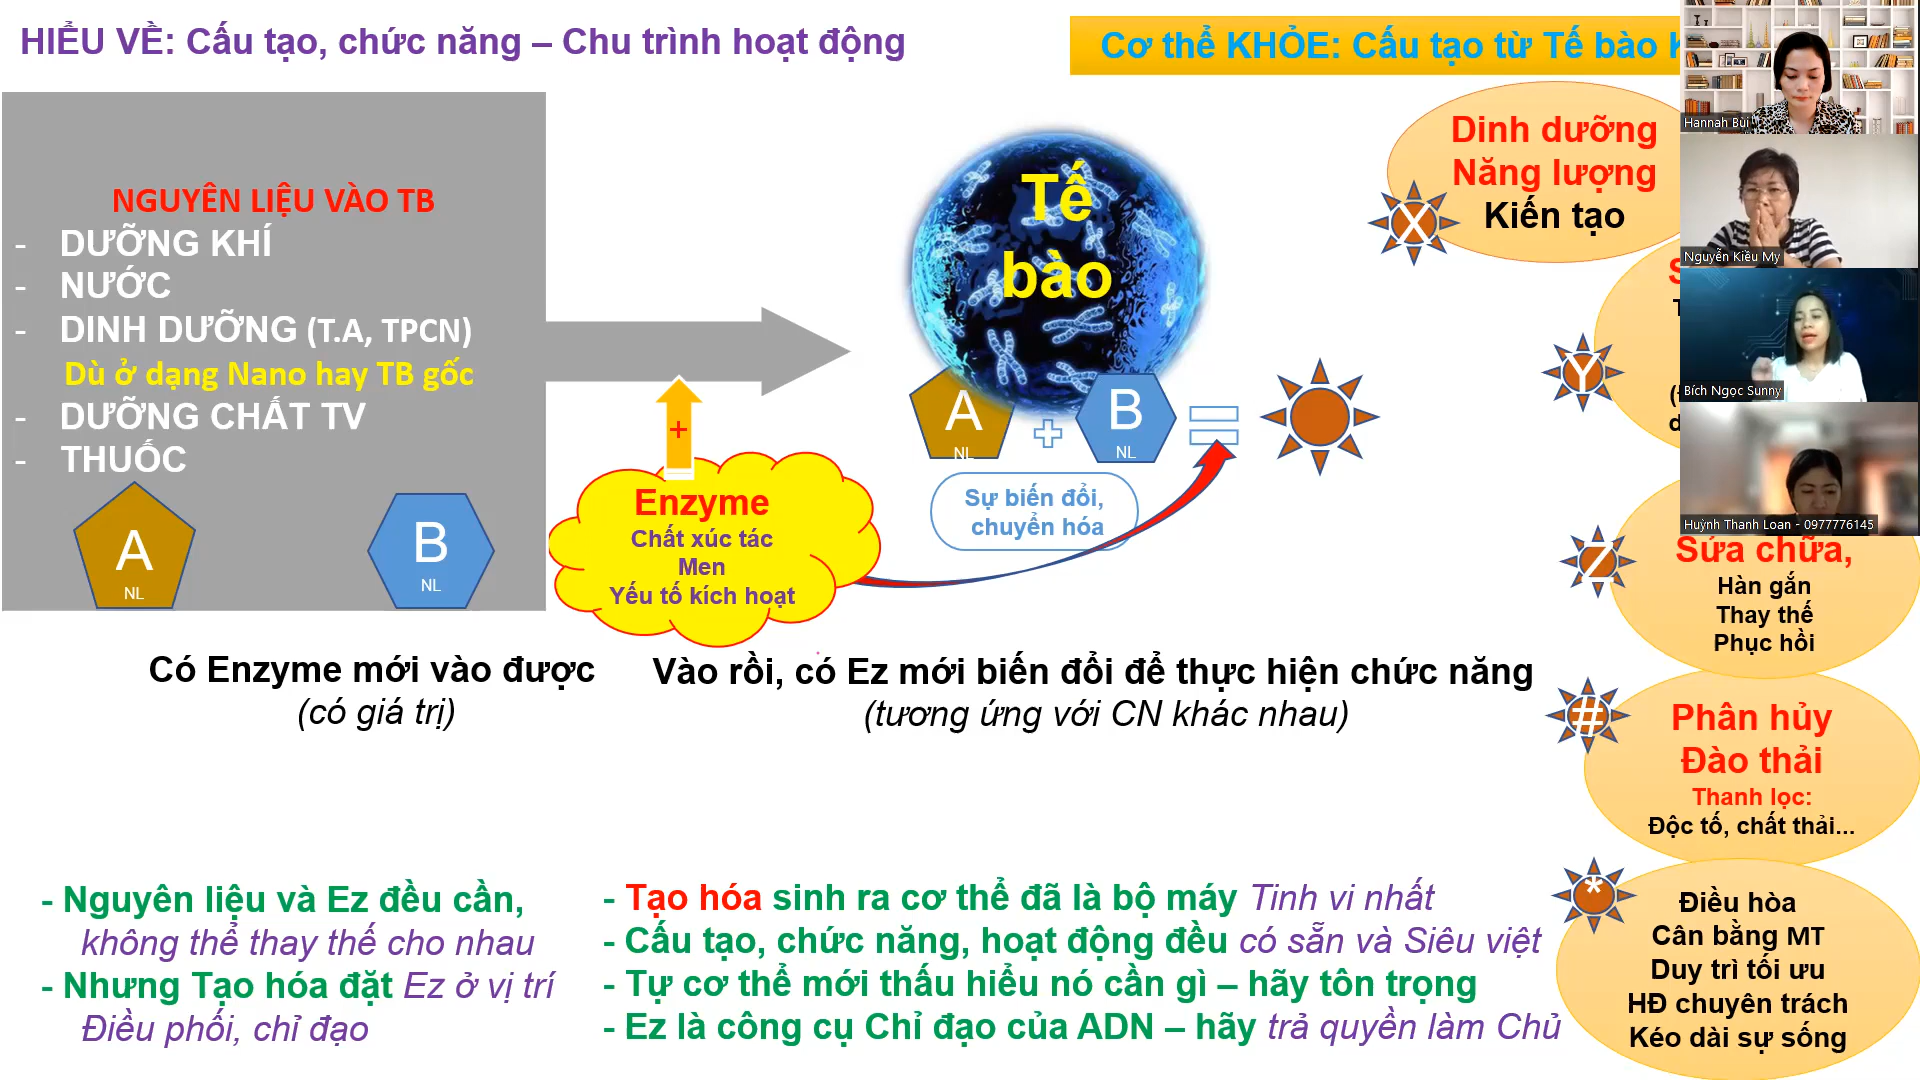 HIỂU VỀ: Cấu tạo, chức năng – Chu trình hoạt động
Cơ thể KHỎE: Cấu tạo từ Tế bào
NGUYÊN LIỆU VÀO TB
- DƯỠNG KHÍ
- NƯỚC
- DINH DƯỠNG (T.A, TPCN)
Dù ở dạng Nano hay TB gốc
- DƯỠNG CHẤT TV
- THUỐC
A
NL
B
NL
+
Enzyme
Chất xúc tác
Men
Yếu tố kích hoạt
Tế
bào
A
NL
B
NL
Sự biến đổi,
chuyển hóa
X
Dinh dưỡng
Năng lượng
Kiến tạo
Y
Z
Sửa chữa,
Hàn gắn
Thay thế
Phục hồi
#
Phân hủy
Đào thải
Thanh lọc:
Độc tố, chất thải...
*
Điều hòa
Cân bằng MT
Duy trì tối ưu
HĐ chuyên trách
Kéo dài sự sống
Có Enzyme mới vào được
(có giá trị)
Vào rồi, có Ez mới biến đổi để thực hiện chức năng
(tương ứng với CN khác nhau)
- Nguyên liệu và Ez đều cần,
không thể thay thế cho nhau
- Nhưng Tạo hóa đặt Ez ở vị trí
Điều phối, chỉ đạo
- Tạo hóa sinh ra cơ thể đã là bộ máy Tinh vi nhất
- Cấu tạo, chức năng, hoạt động đều có sẵn và Siêu việt
- Tự cơ thể mới thấu hiểu nó cần gì – hãy tôn trọng
- Ez là công cụ Chỉ đạo của ADN – hãy trả quyền làm Chủ
Hannah Bùi
Nguyễn Kiều My
Bích Ngọc Sunny
Huỳnh Thanh Loan - 0977776145